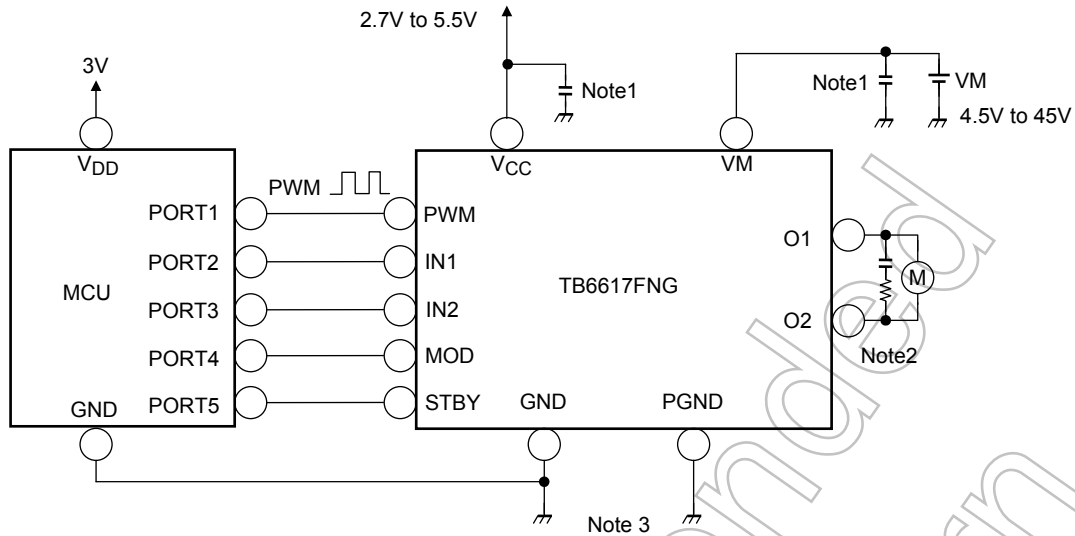 2.7V to 5.5V
3V
Note1
Note1
VM
4.5V to 45V
VDD
VCC
VM
PWM
PORT1
PWM
PORT2
IN1
O1
MCU
TB6617FNG
M
PORT3
IN2
O2
PORT4
MOD
Note2
GND
PORT5
STBY
GND
PGND
Note 3